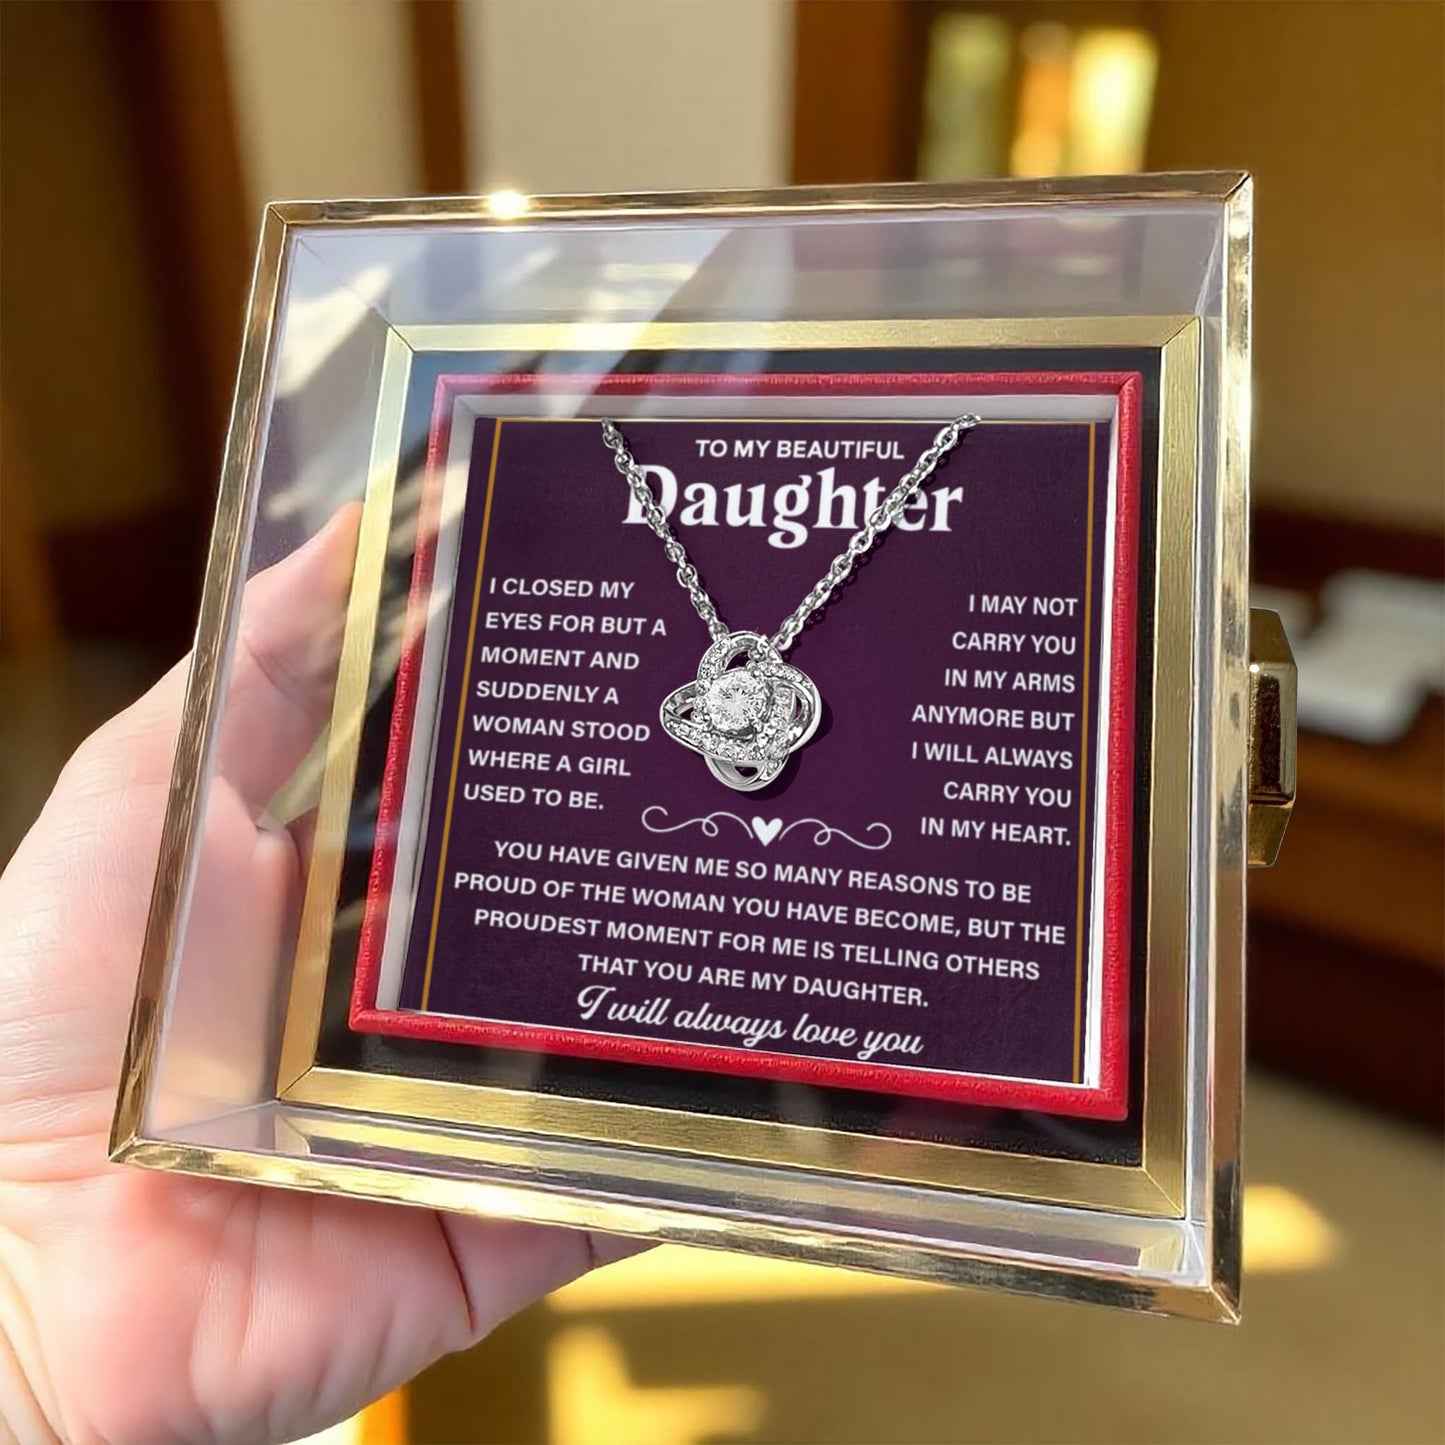 TO MY BEAUTIFUL
Daughter
I CLOSED MY
EYES FOR BUT A
MOMENT AND
SUDDENLY A
WOMAN STOOD
WHERE A GIRL
USED TO BE.
I MAY NOT
CARRY YOU
IN MY ARMS
ANYMORE BUT
I WILL ALWAYS
CARRY YOU
IN MY HEART.
YOU HAVE GIVEN ME SO MANY REASONS TO BE
PROUD OF THE WOMAN YOU HAVE BECOME, BUT THE
PROUDEST MOMENT FOR ME IS TELLING OTHERS
THAT YOU ARE MY DAUGHTER.
I will always love you